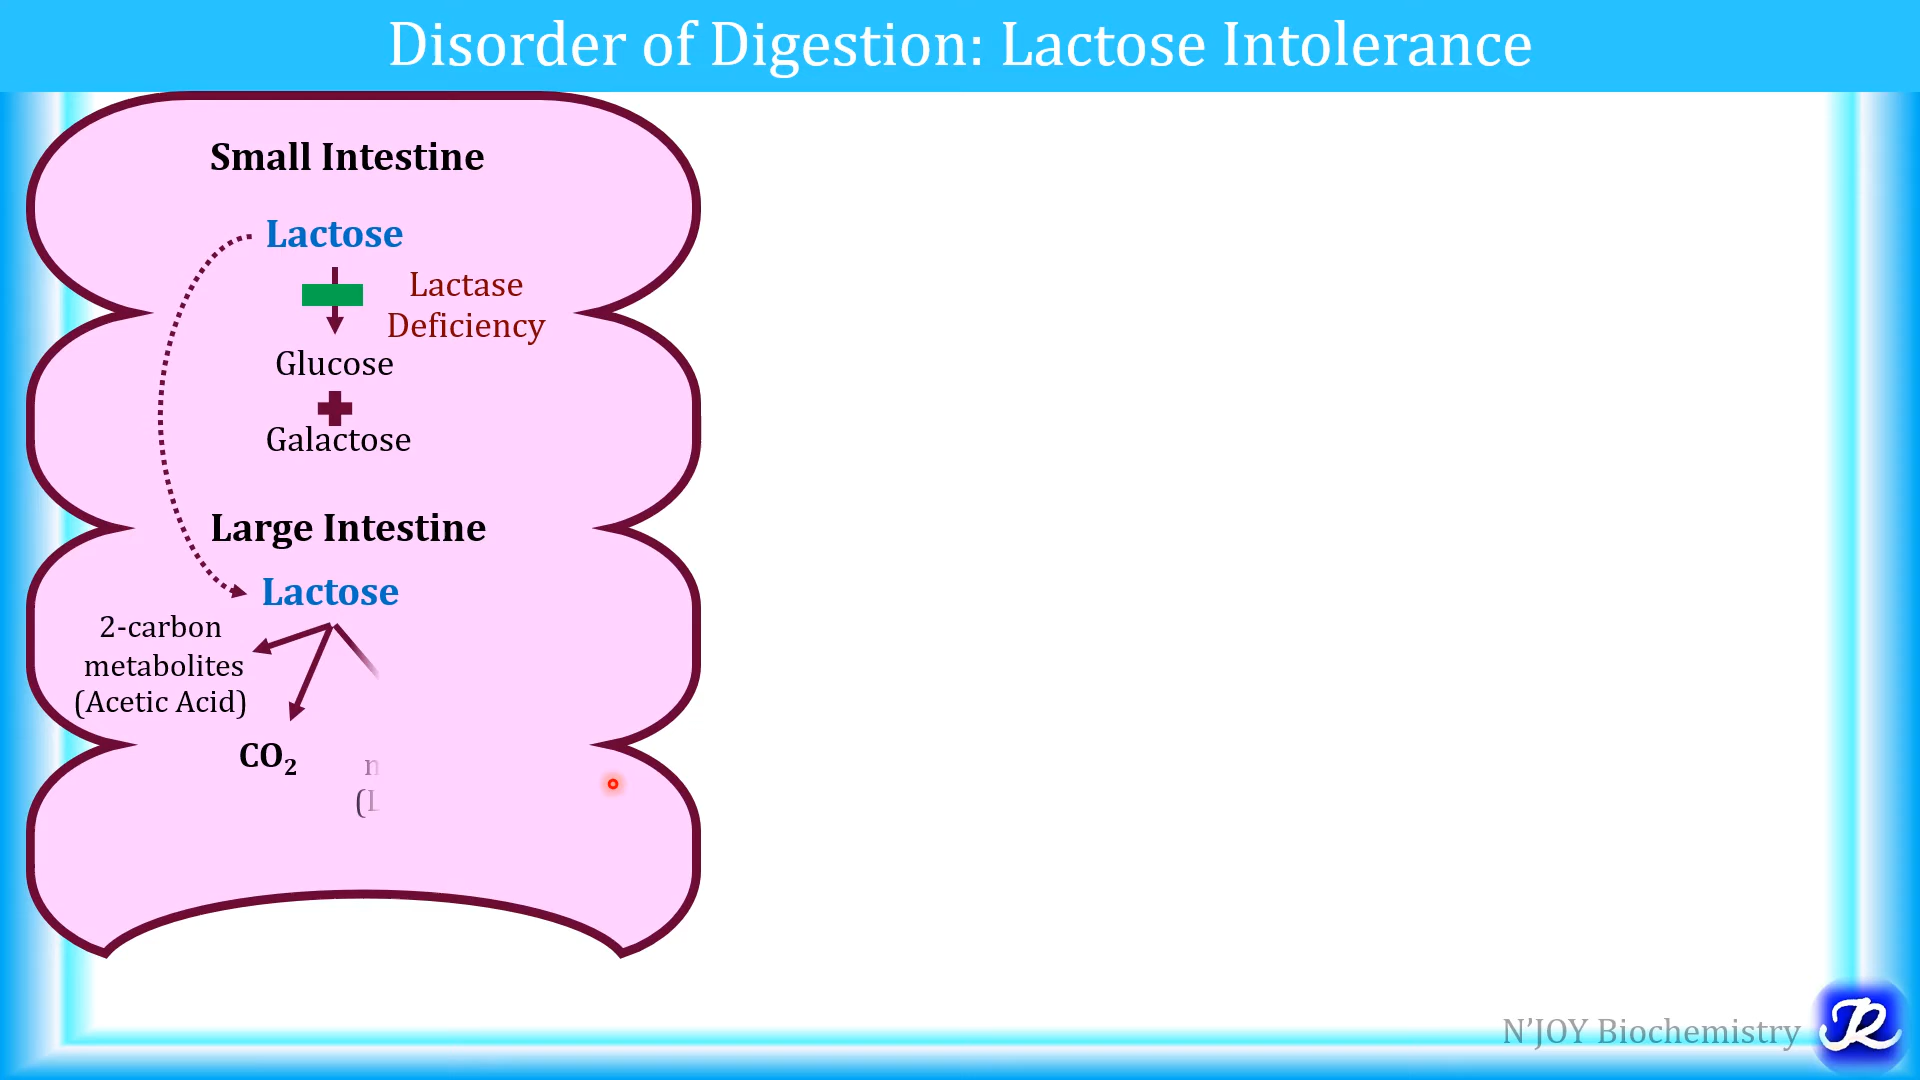 Disorder of Digestion: Lactose Intolerance
Small Intestine
Lactose
Lactase
Deficiency
Glucose
Galactose
Large Intestine
Lactose
2-carbon
metabolites
(Acetic Acid)
CO₂
N'JOY Biochemistry